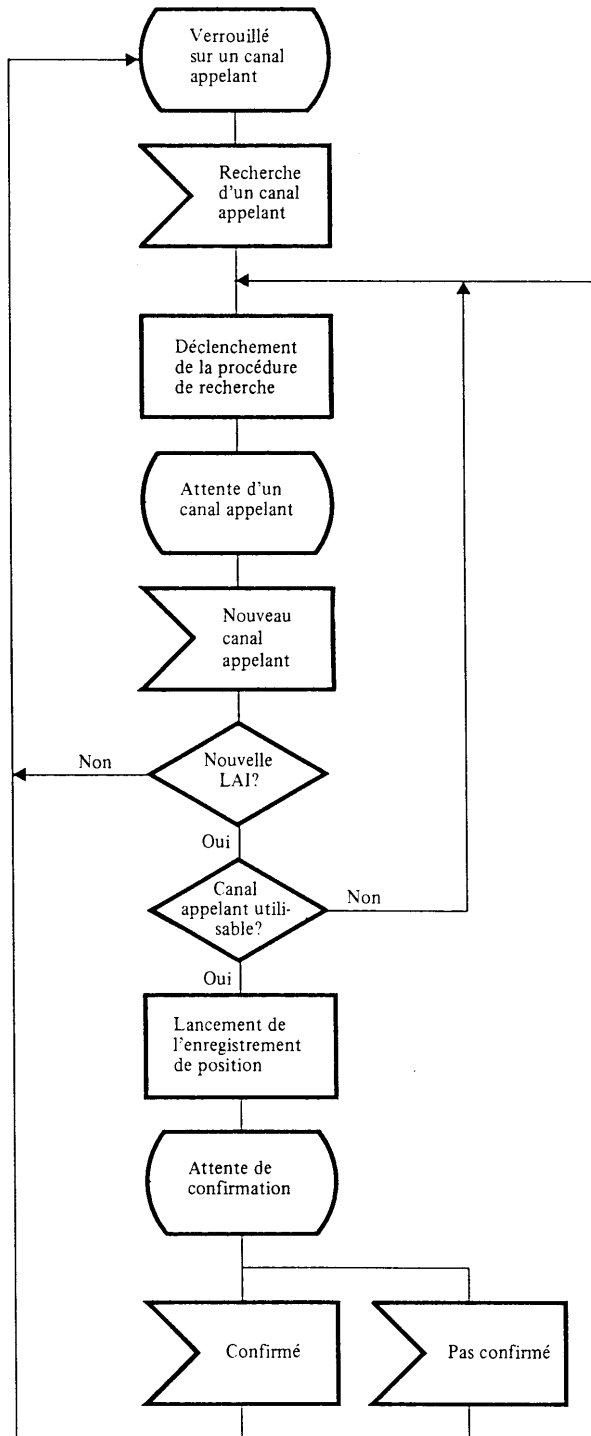 Verrouillé
sur un canal
appelant
Recherche
d'un canal
appelant
Déclenchement
de la procédure
de recherche
Attente d'un
canal appelant
Nouveau
canal
appelant
Non
Nouvelle
LAI?
Oui
Canal
appelant utili-
sable?
Non
Oui
Lancement de
l'enregistrement
de position
Attente de
confirmation
Confirmé
Pas confirmé